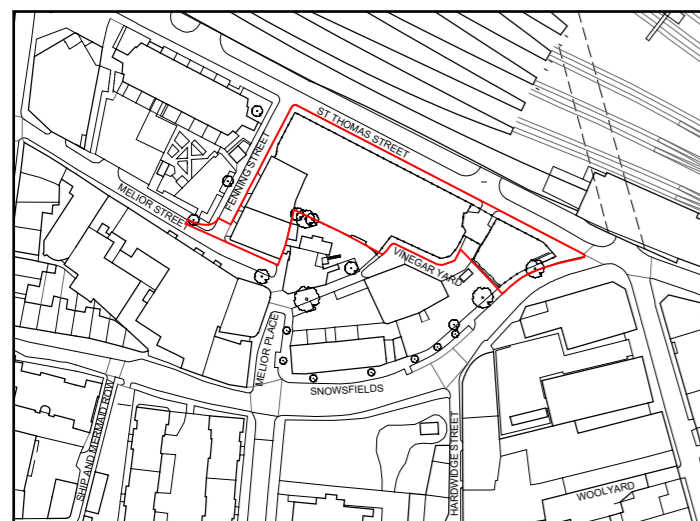 ST THOMAS STREET
FENNING STREET
MELIOR STREET
VINEGAR YARD
MELIOR PLACE
SNOWSFIELDS
SHIP AND MERMAID ROW
HARDWIDGE STREET
WOOLYARD